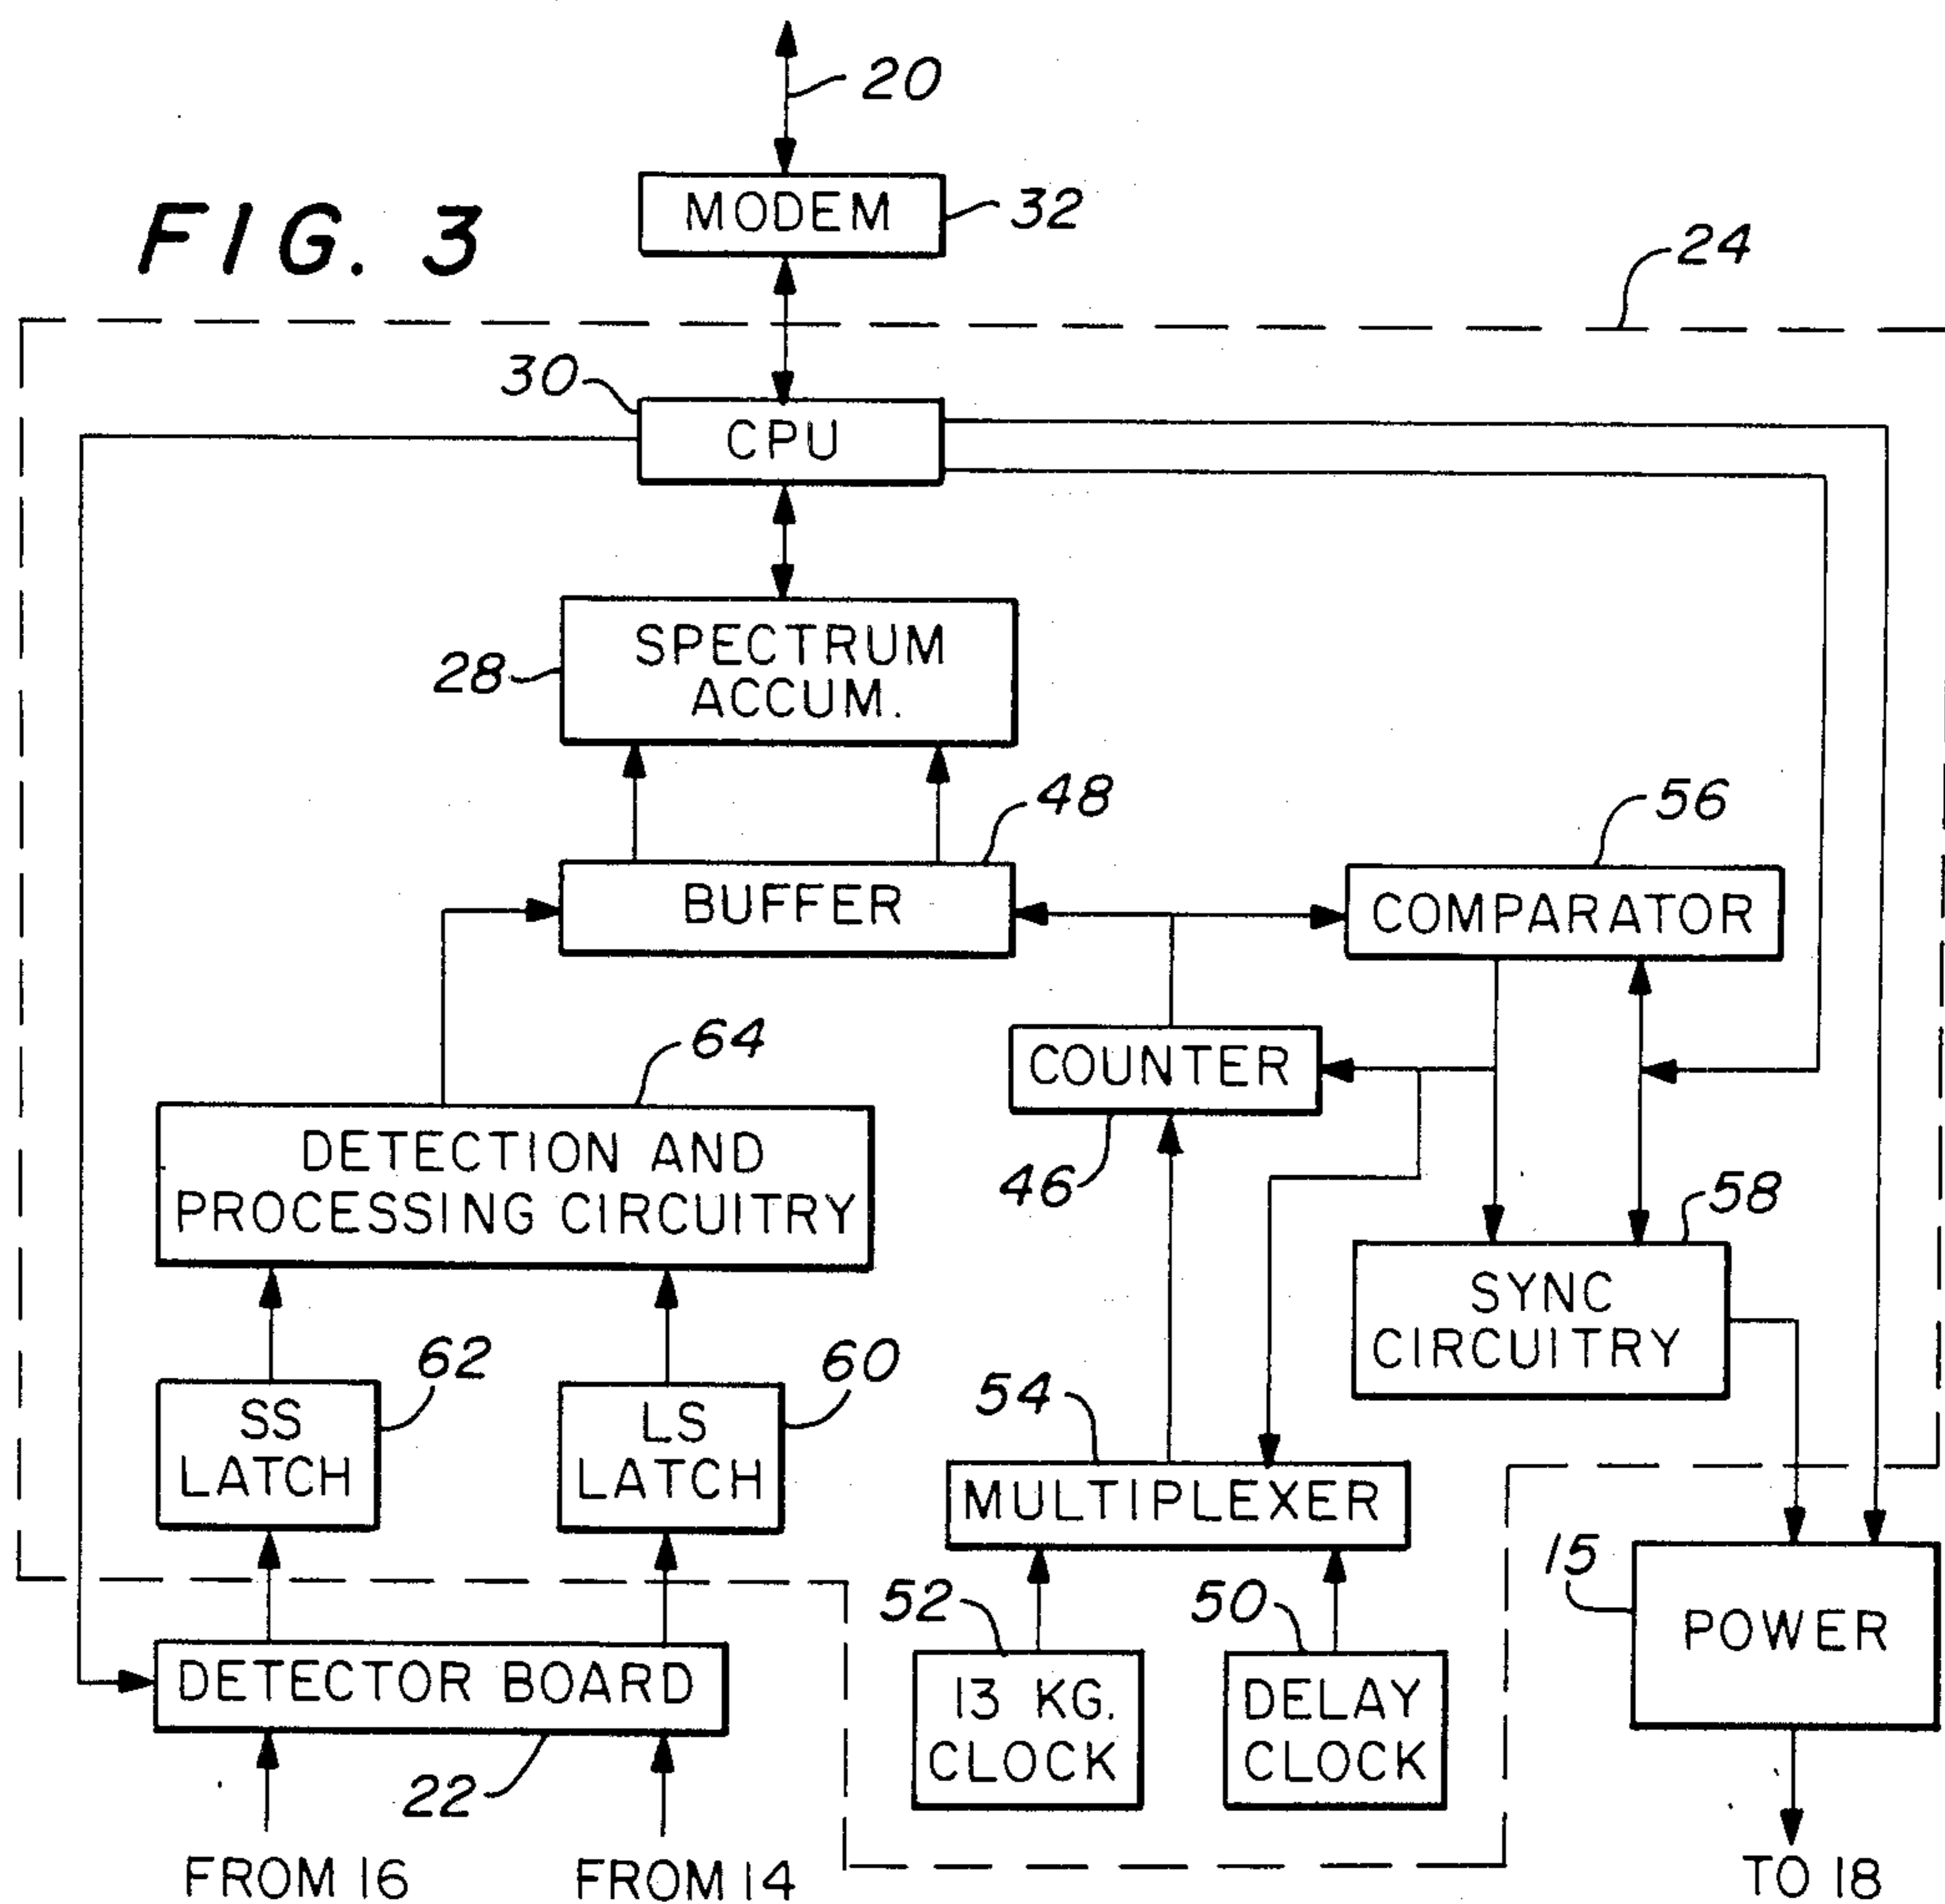 20
MODEM
32
FIG. 3
24
30
CPU
SPECTRUM
ACCUM.
28
48
56
BUFFER
COMPARATOR
64
COUNTER
46
DETECTION AND
PROCESSING CIRCUITRY
58
SYNC
CIRCUITRY
62
60
54
SS
LATCH
LS
LATCH
MULTIPLEXER
15
52
50
POWER
DETECTOR BOARD
13 KG.
CLOCK
DELAY
CLOCK
22
FROM 16
FROM 14
TO 18